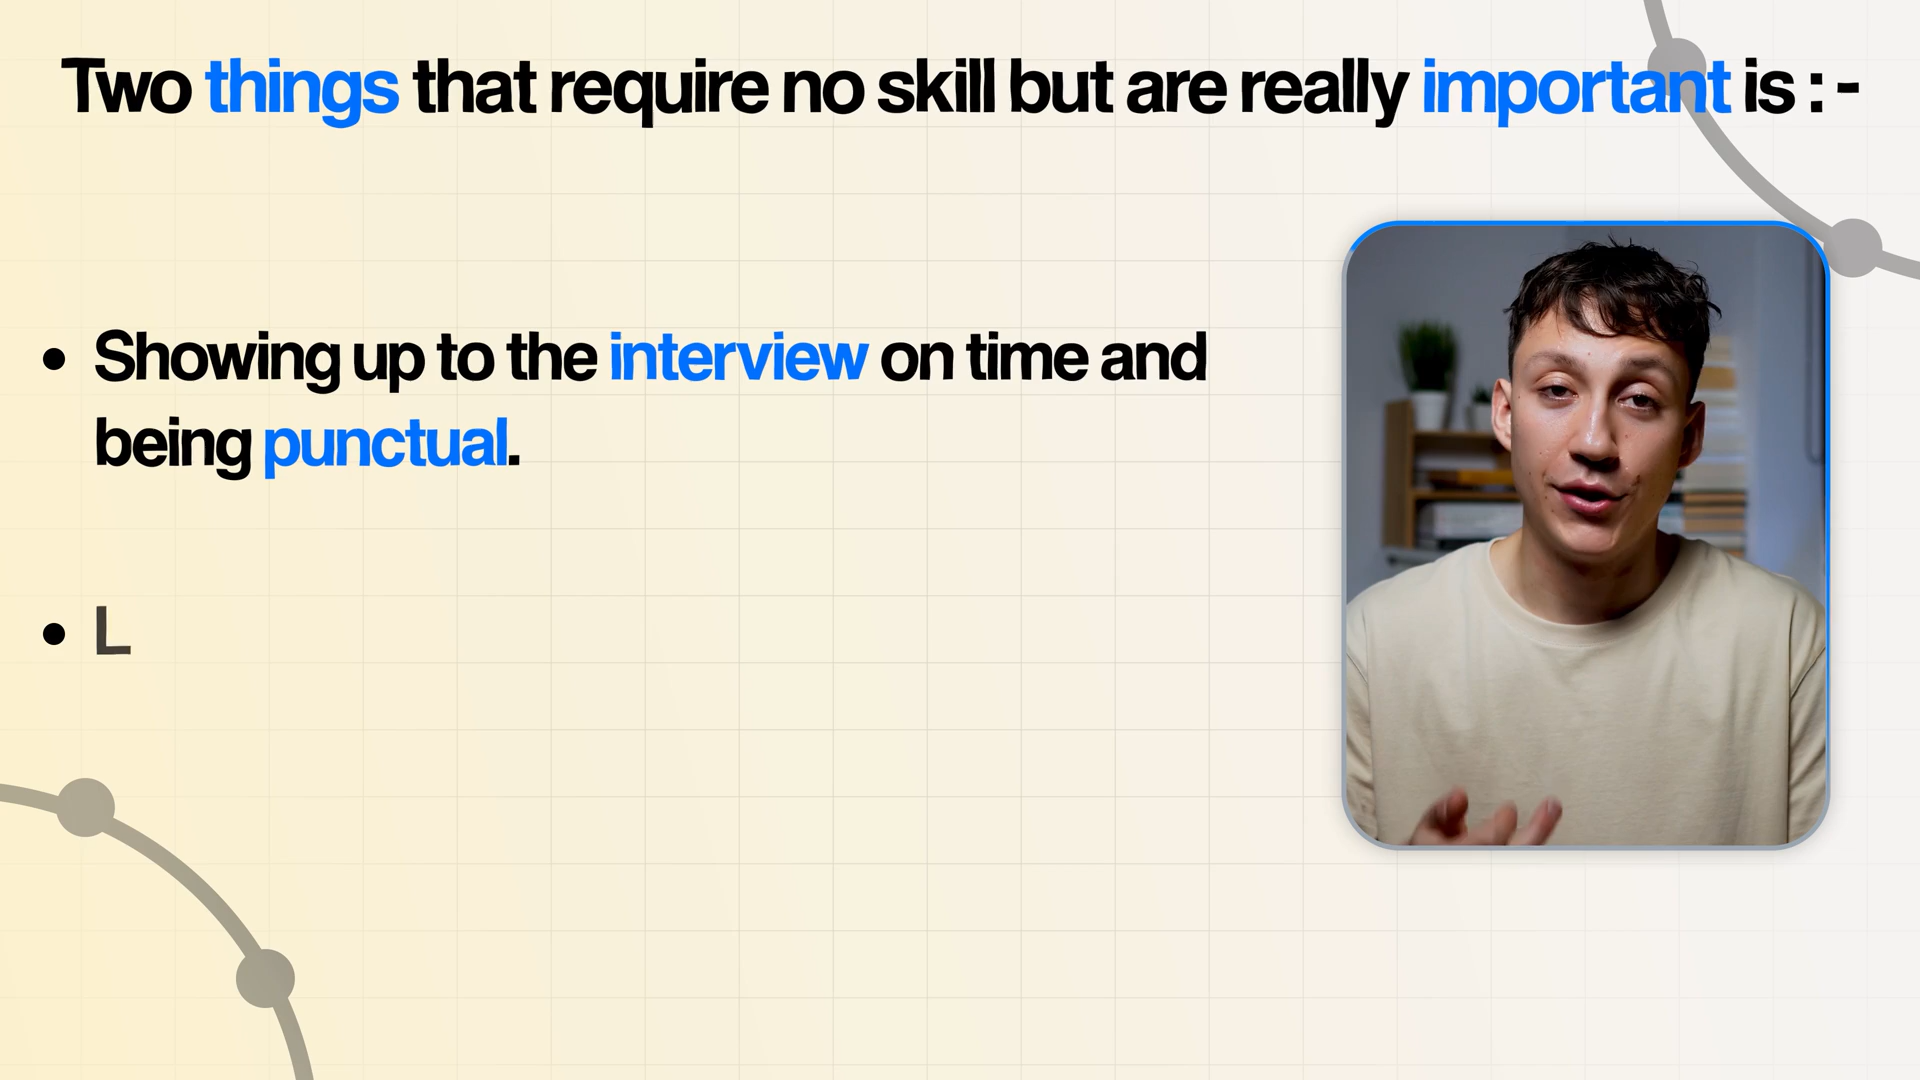 Two things that require no skill but are really important is : -
• Showing up to the interview on time and
being punctual.
• L